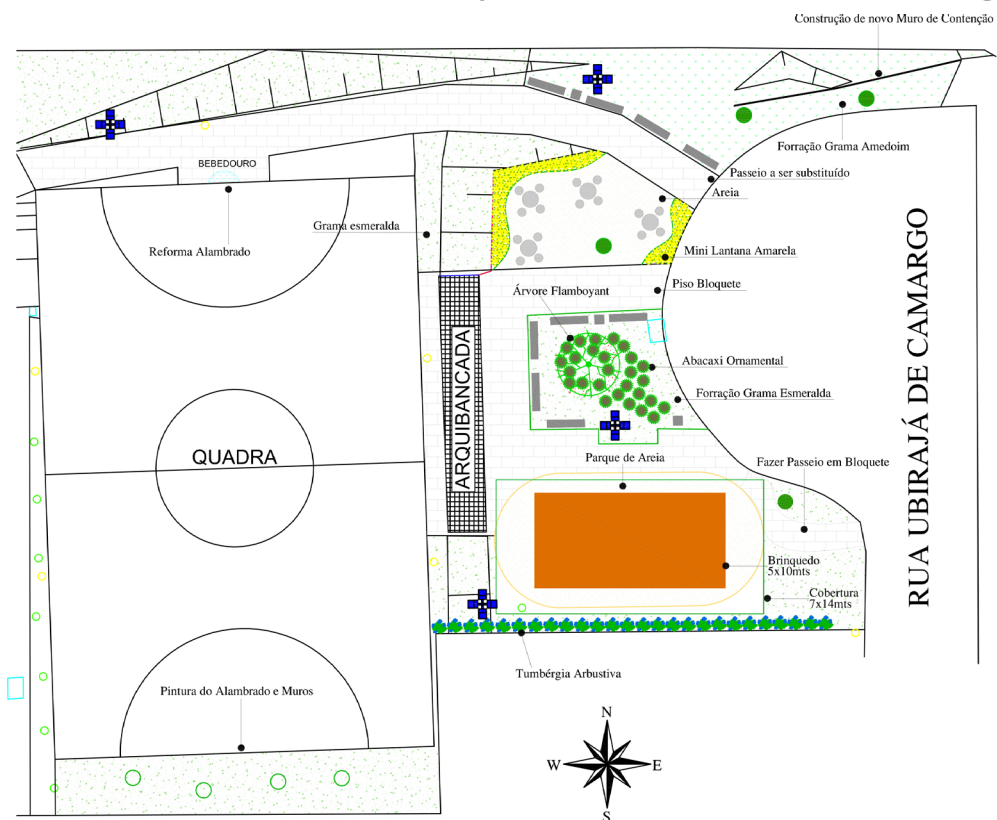 Construção de novo Muro de Contenção
Forração Grama Amedoim
BEBEDOURO
Passeio a ser substituído
Areia
Grama esmeralda
Reforma Alambrado
Mini Lantana Amarela
Piso Bloquete
Árvore Flamboyant
RUA UBIRAJÁ DE CAMARGO
ARQUIBANCADA
Abacaxi Ornamental
Forração Grama Esmeralda
QUADRA
Parque de Areia
Fazer Passeio em Bloquete
Brinquedo
5x10mts
Cobertura
7x14mts
Tumbérgia Arbustiva
Pintura do Alambrado e Muros
N
W
E
S